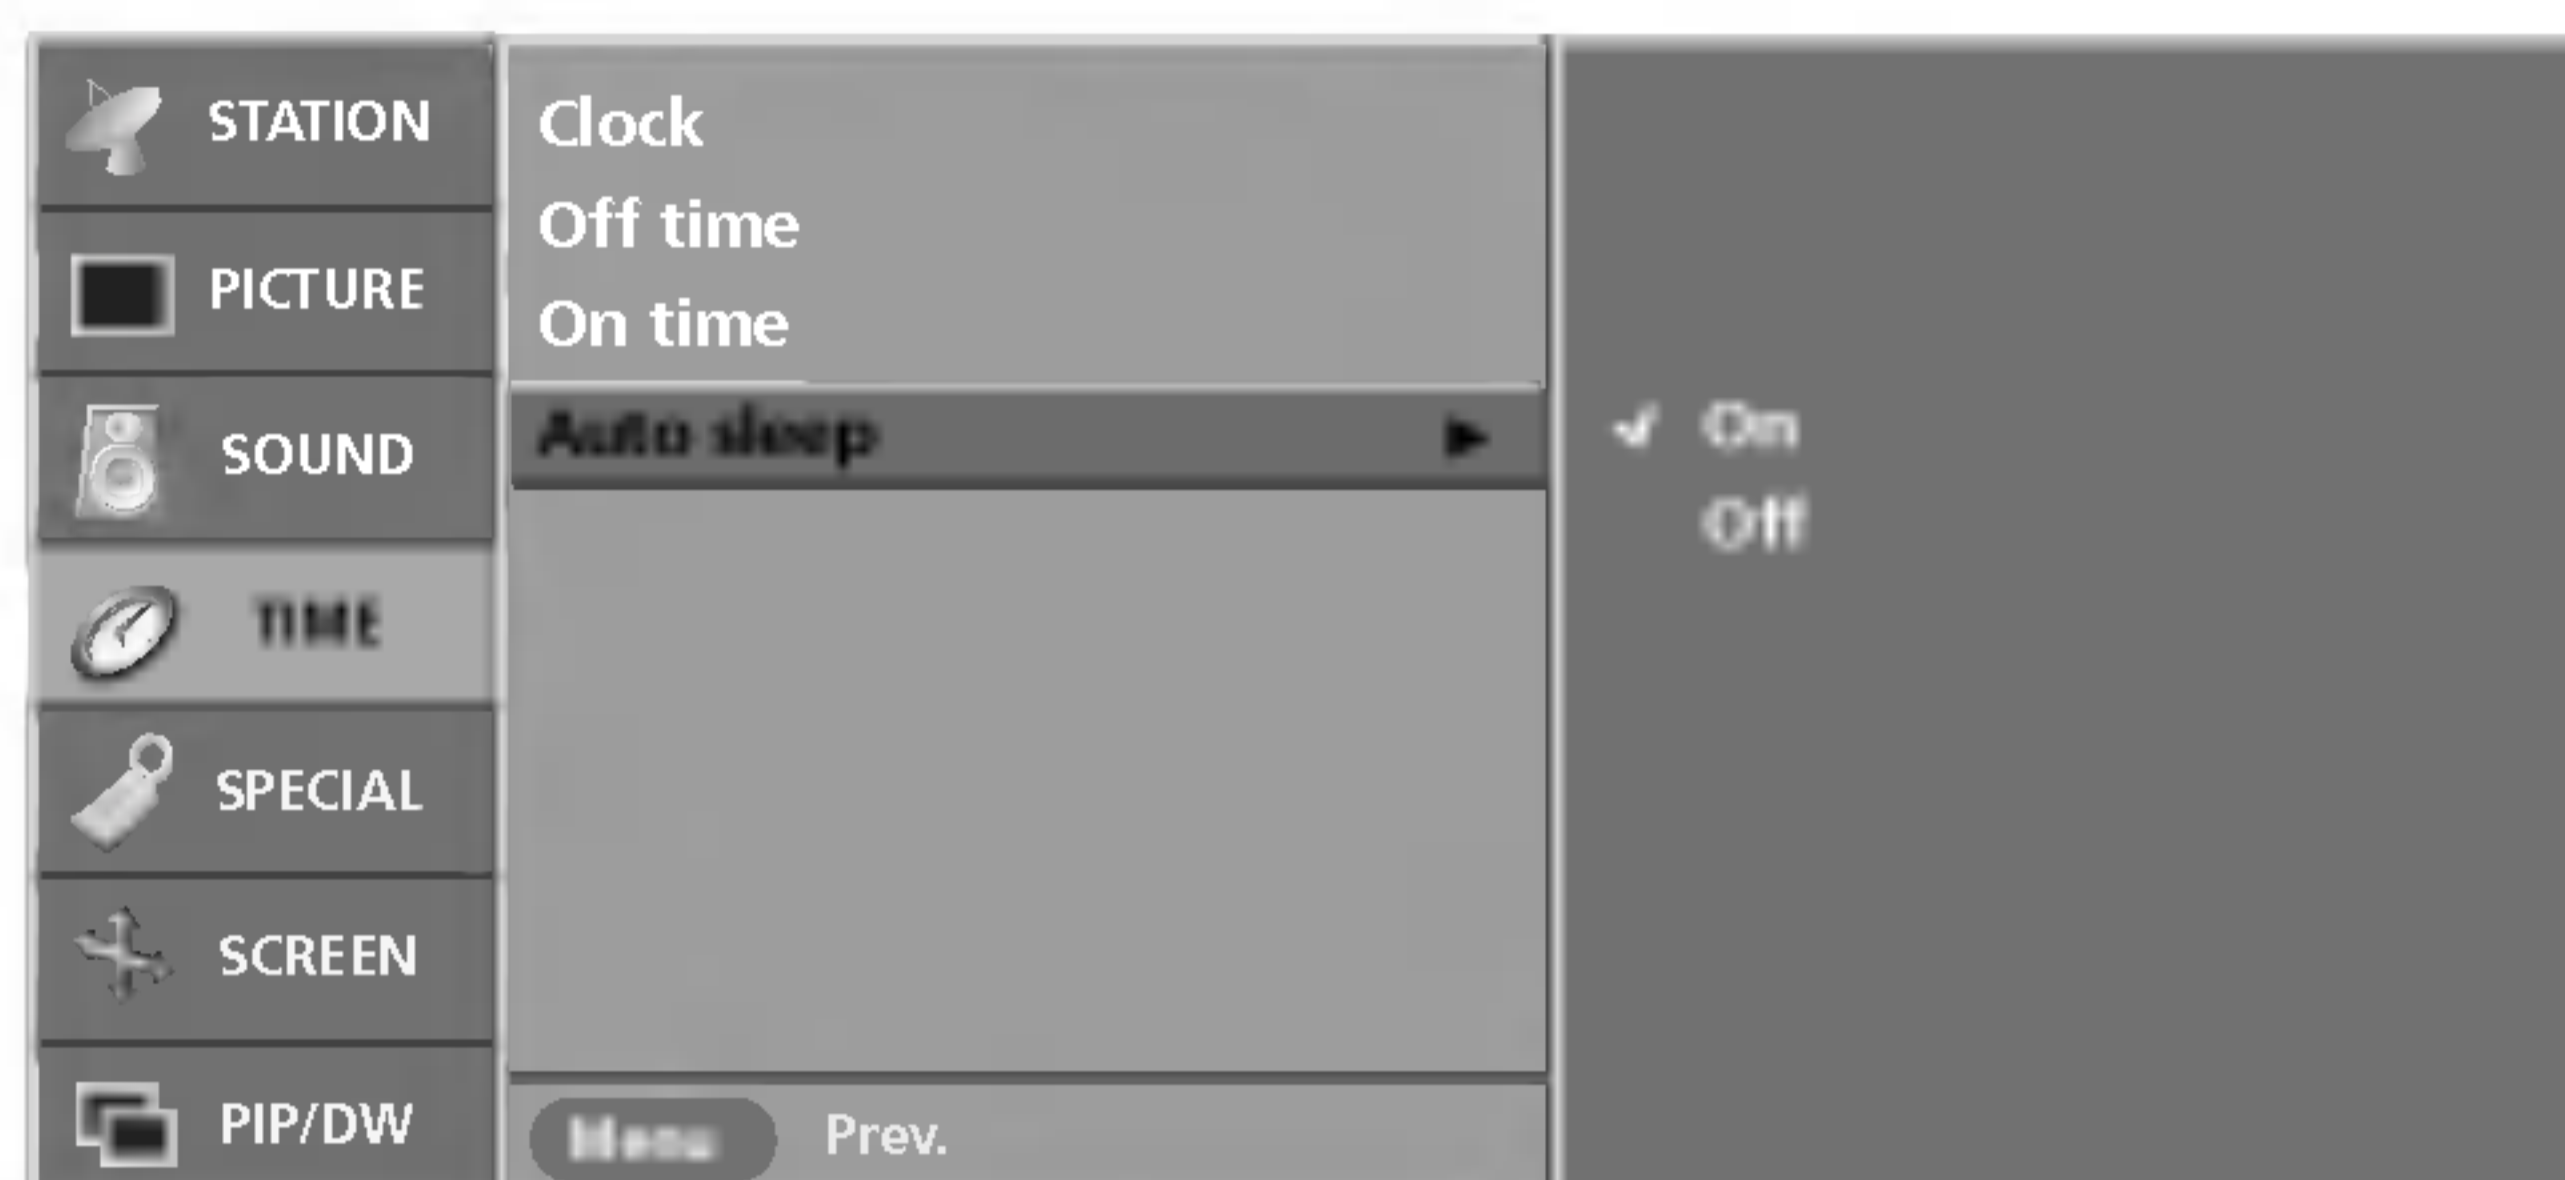 STATION
PICTURE
SOUND
TIME
SPECIAL
SCREEN
PIP/DW
Clock
Off time
On time
Auto sleep
On
Off
Menu Prev.